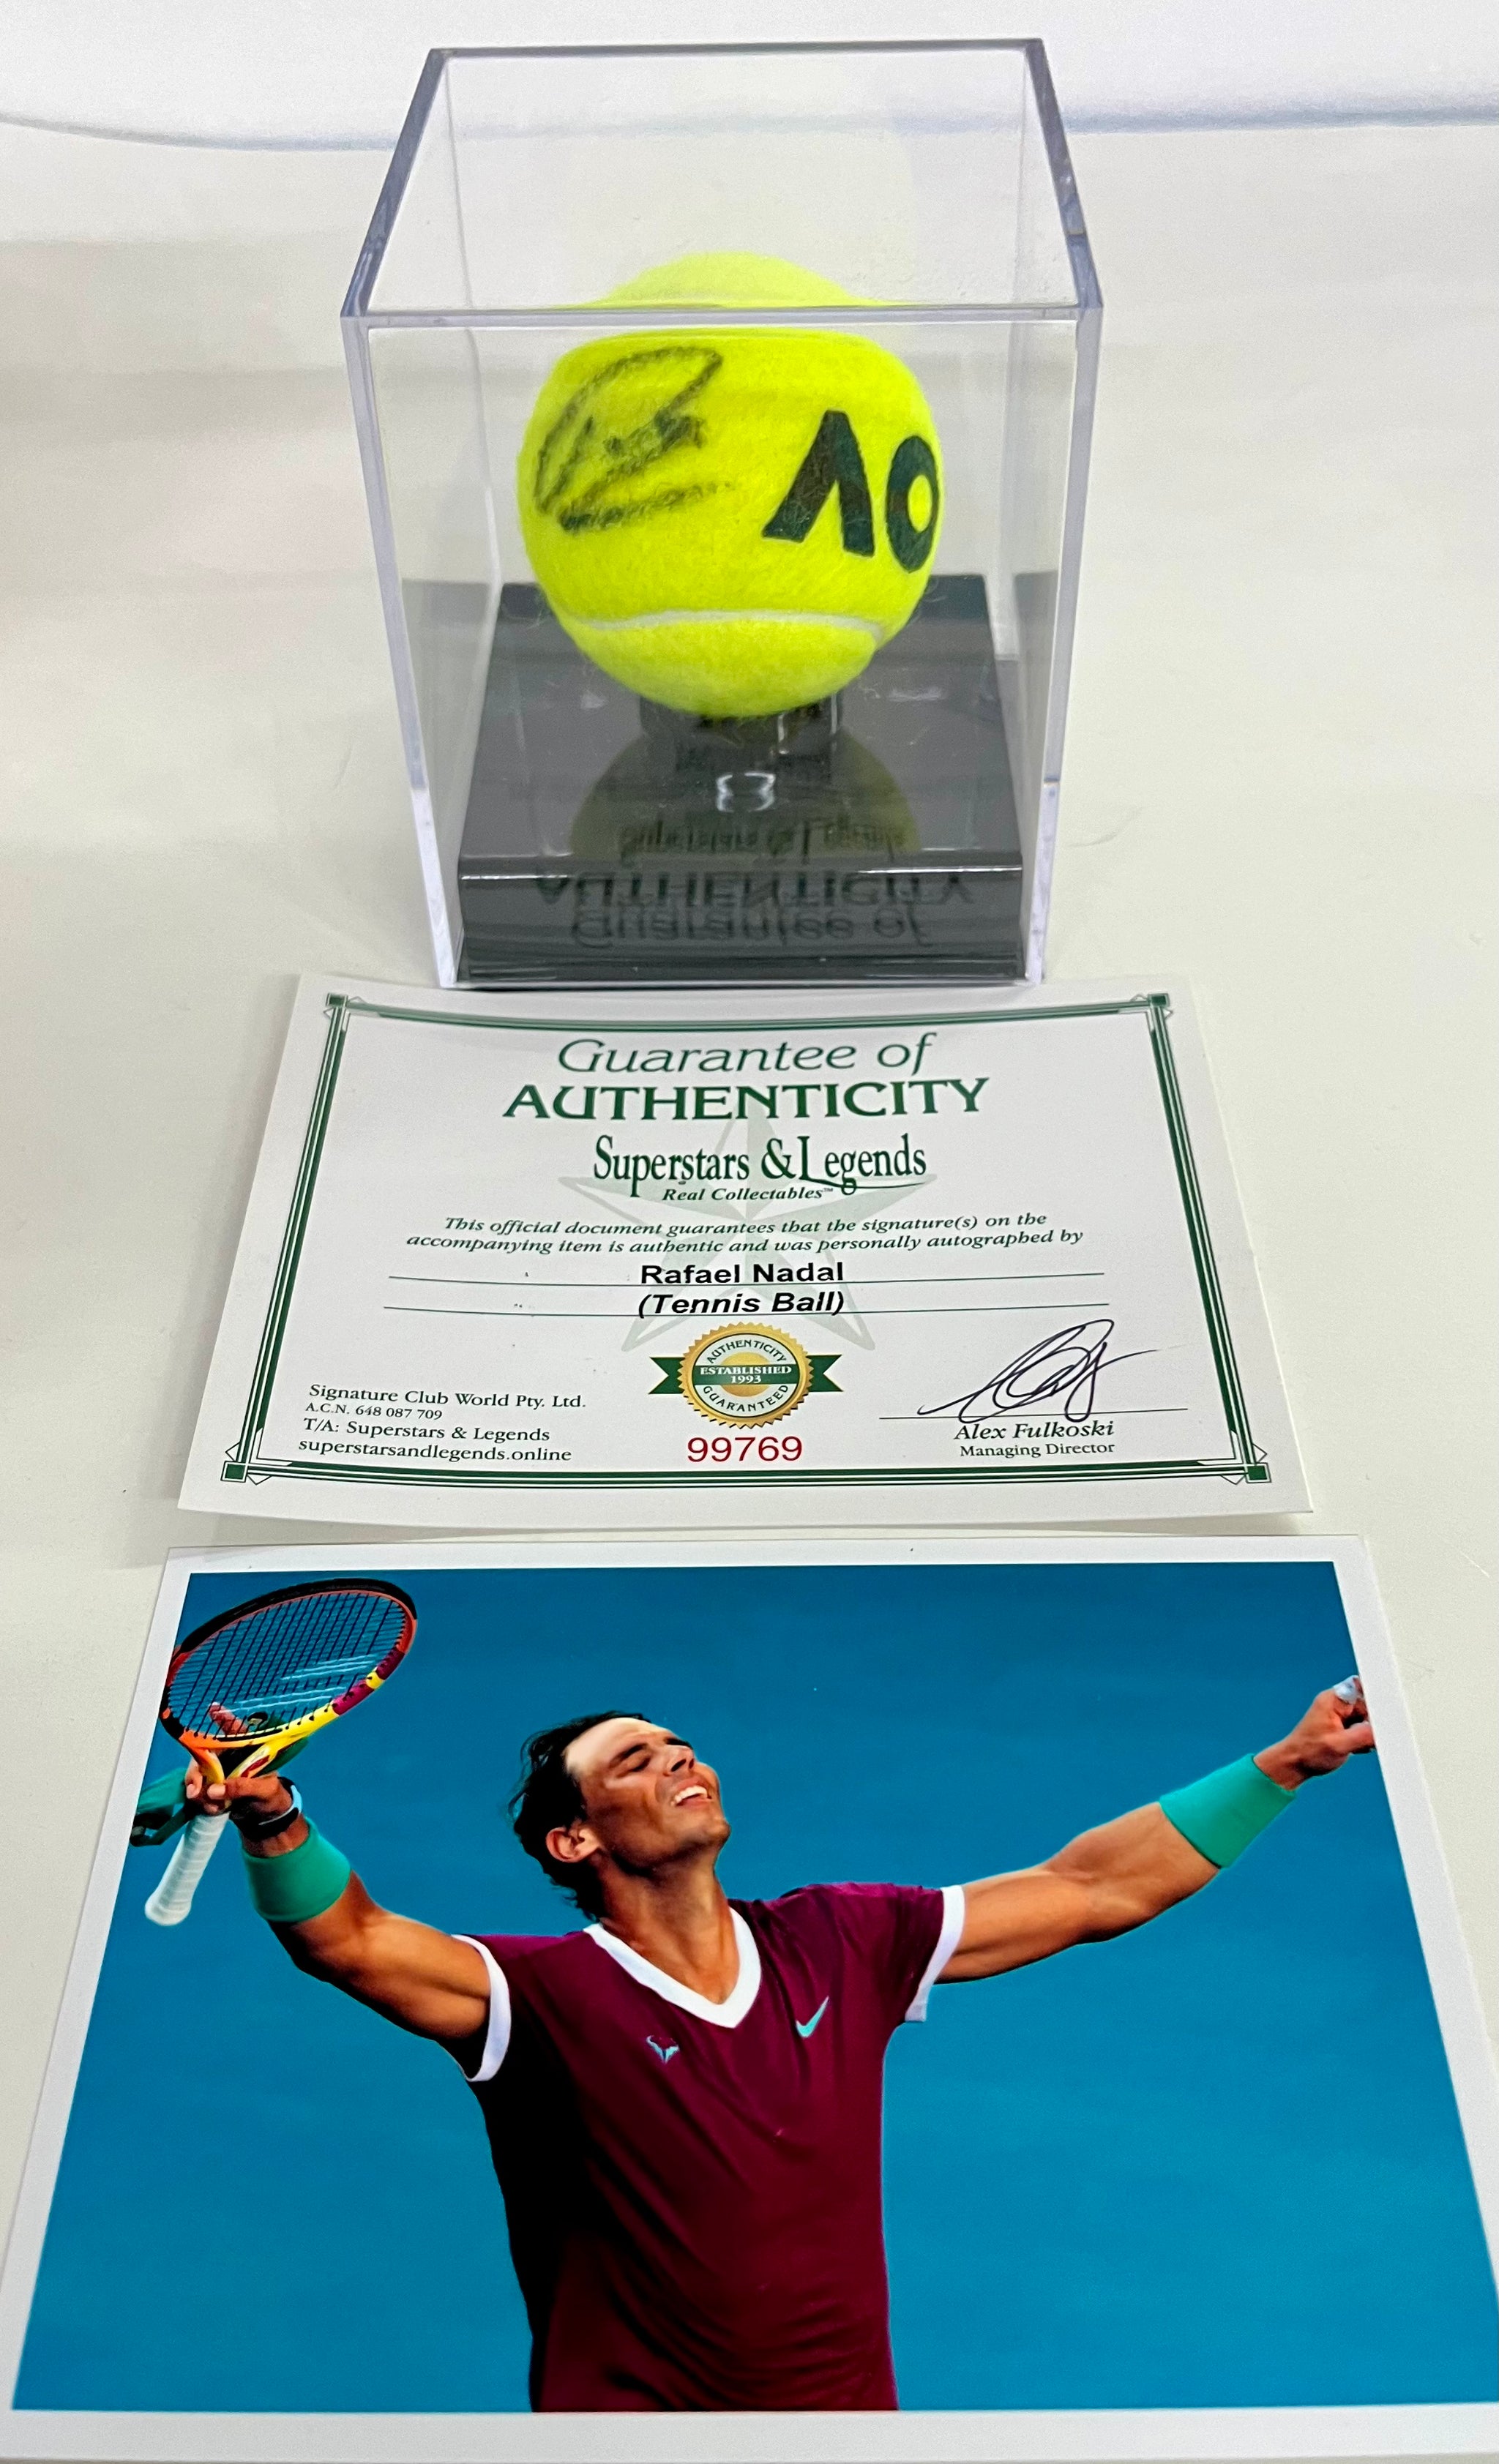 AO
Guarantee of
AUTHENTICITY
Superstars & Legends
Real Collectables™
This official document guarantees that the signature(s) on the
accompanying item is authentic and was personally autographed by
Rafael Nadal
(Tennis Ball)
AUTHENTICITY
ESTABLISHED
1993
GUARANTEED
Signature Club World Pty. Ltd.
A.C.N. 648 087 709
T/A: Superstars & Legends
superstarsandlegends.online
99769
Alex Fulkoski
Managing Director